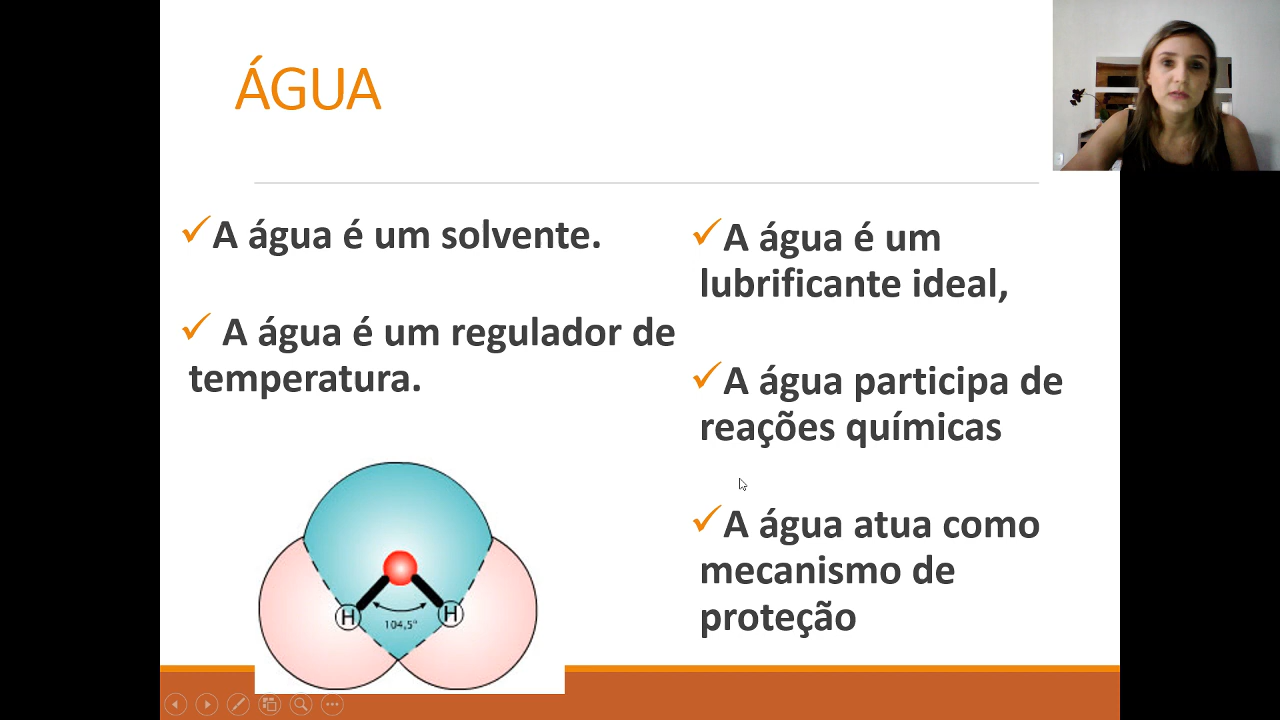 ÁGUA
A água é um solvente.
A água é um regulador de
temperatura.
H
H
104,5°
A água é um
lubrificante ideal,
A água participa de
reações químicas
A água atua como
mecanismo de
proteção